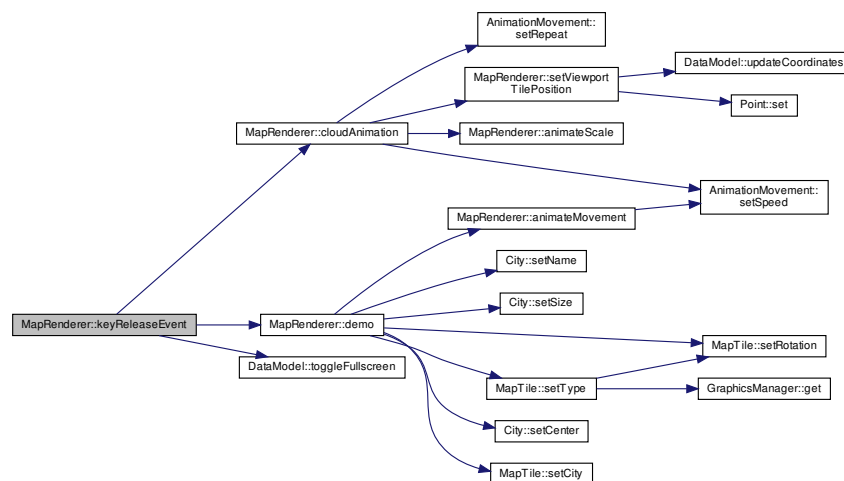 AnimationMovement::
setRepeat
DataModel::updateCoordinates
MapRenderer::setViewport
TilePosition
Point::set
MapRenderer::cloudAnimation
MapRenderer::animateScale
AnimationMovement::
setSpeed
MapRenderer::animateMovement
City::setName
City::setSize
MapRenderer::keyReleaseEvent
MapRenderer::demo
MapTile::setRotation
DataModel::toggleFullscreen
MapTile::setType
GraphicsManager::get
City::setCenter
MapTile::setCity